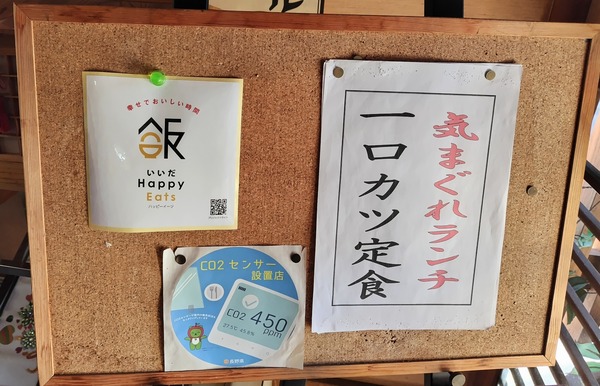 幸せでおいしい時間
飯
いいだ
Happy
Eats
ハッピーイーツ
CO2 センサー
設置店
CO2 450
ppm
長野県
気まぐれランチ
一口カツ定食